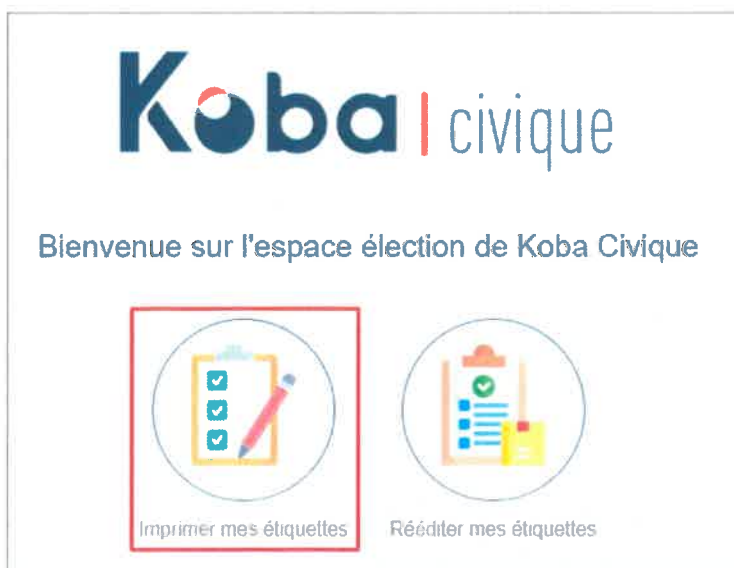 Koba | civique
Bienvenue sur l'espace élection de Koba Civique
Imprimer mes étiquettes
Rééditer mes étiquettes